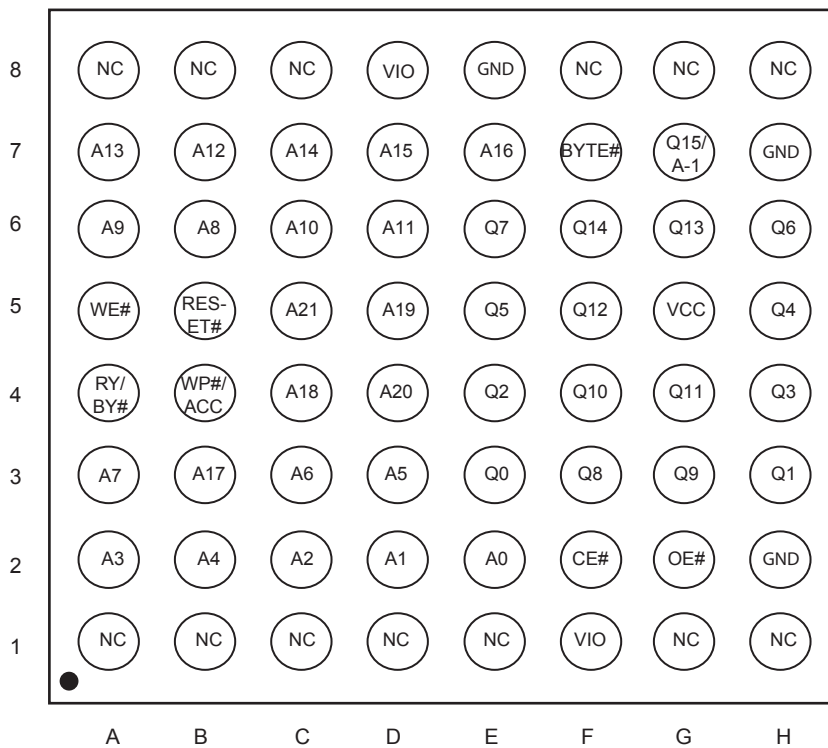 8 NC NC NC VIO GND NC NC NC
7 A13 A12 A14 A15 A16 BYTE# Q15/
A-1 GND
6 A9 A8 A10 A11 Q7 Q14 Q13 Q6
5 WE# RES-
ET# A21 A19 Q5 Q12 VCC Q4
4 RY/
BY# WP#/
ACC A18 A20 Q2 Q10 Q11 Q3
3 A7 A17 A6 A5 Q0 Q8 Q9 Q1
2 A3 A4 A2 A1 A0 CE# OE# GND
1 NC NC NC NC NC VIO NC NC
A B C D E F G H